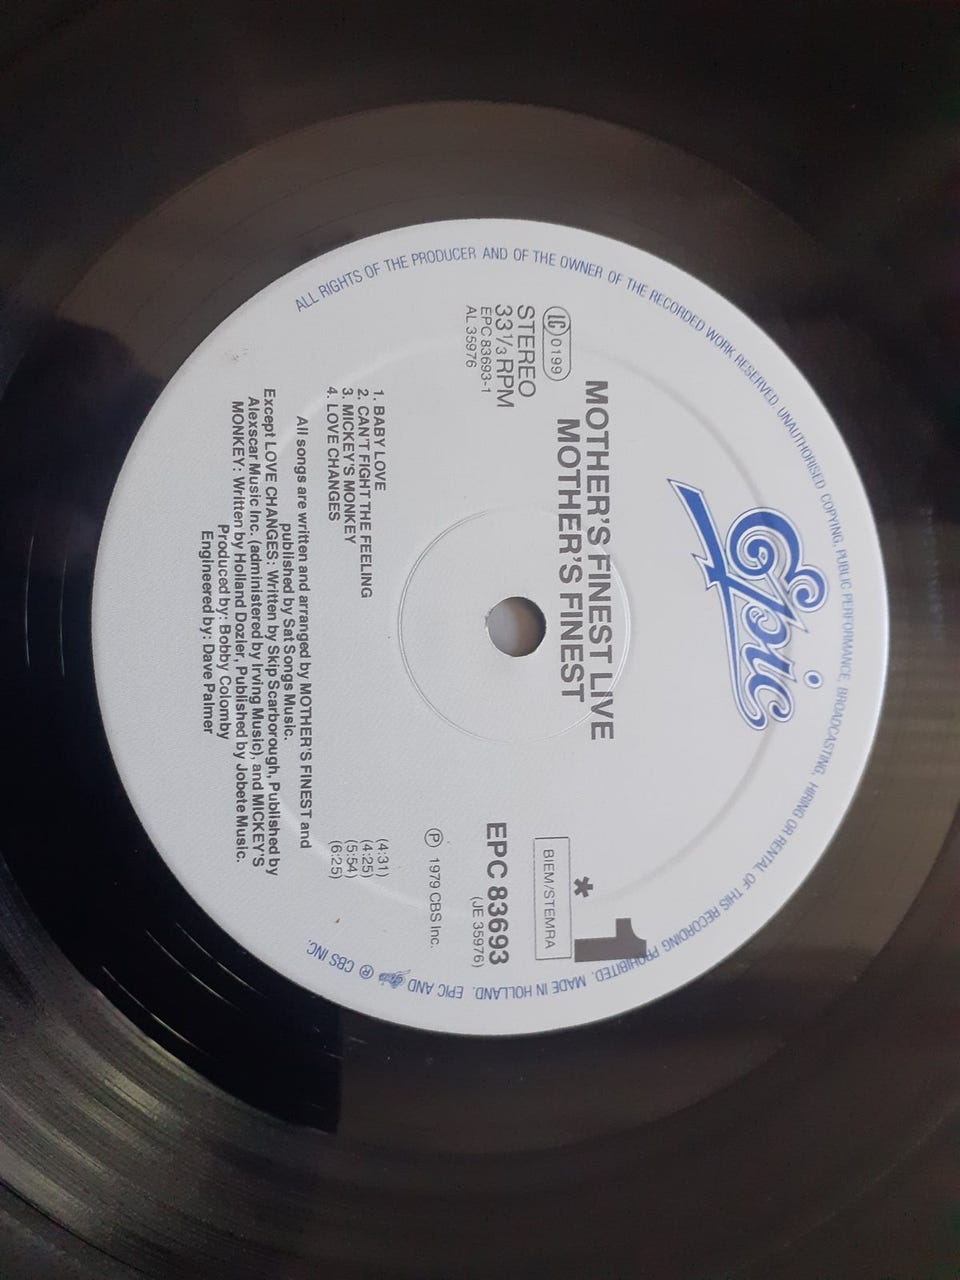 Epic
MOTHER'S FINEST LIVE
MOTHER'S FINEST
LC 0199
STEREO
33 1/3 RPM
EPC 83693-1
AL 35976
*1
BIEM/STEMRA
EPC 83693
(JE 35976)
℗ 1979 CBS Inc.
1. BABY LOVE (4:31)
2. CAN'T FIGHT THE FEELING (4:25)
3. MICKEY'S MONKEY (5:54)
4. LOVE CHANGES (6:25)
All songs are written and arranged by MOTHER'S FINEST and
published by Sat Songs Music.
Except LOVE CHANGES: Written by Skip Scarborough, Published by
Alexscar Music Inc. (administered by Irving Music), and MICKEY'S
MONKEY: Written by Holland Dozler, Published by Jobete Music.
Produced by: Bobby Colomby
Engineered by: Dave Palmer
ALL RIGHTS OF THE PRODUCER AND OF THE OWNER OF THE RECORDED WORK RESERVED. UNAUTHORISED COPYING, PUBLIC PERFORMANCE, BROADCASTING, HIRING OR RENTAL OF THIS RECORDING PROHIBITED. MADE IN HOLLAND. EPIC AND Epic ® CBS INC.